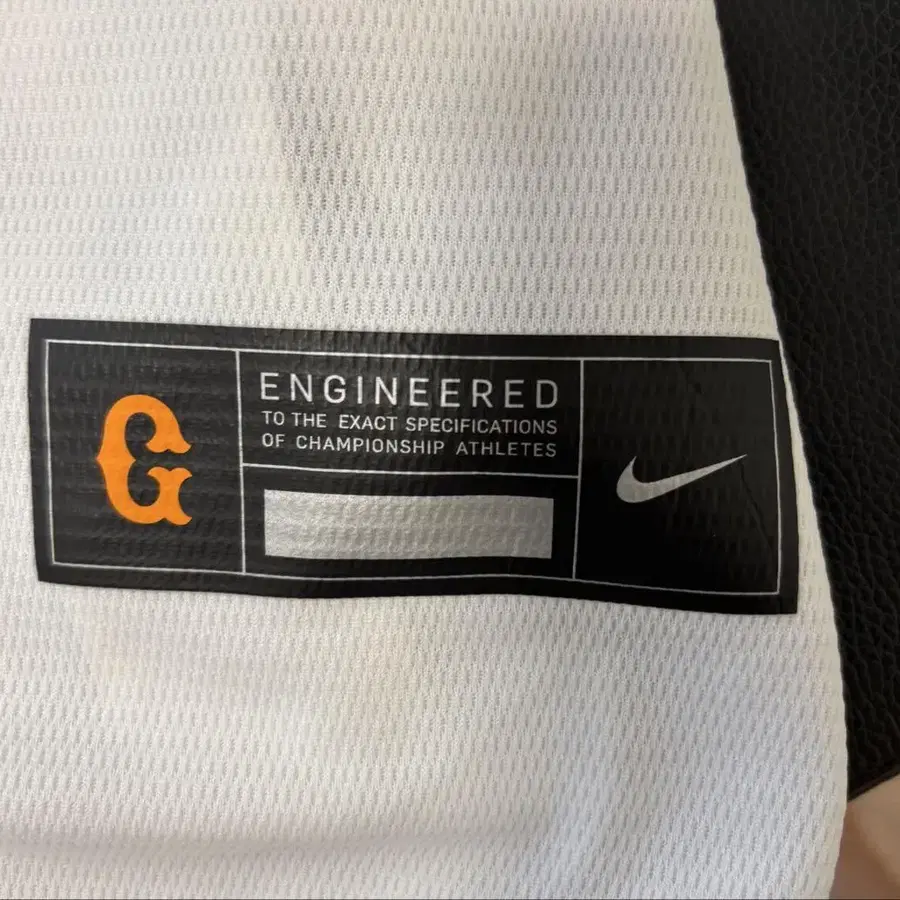 G
ENGINEERED
TO THE EXACT SPECIFICATIONS
OF CHAMPIONSHIP ATHLETES